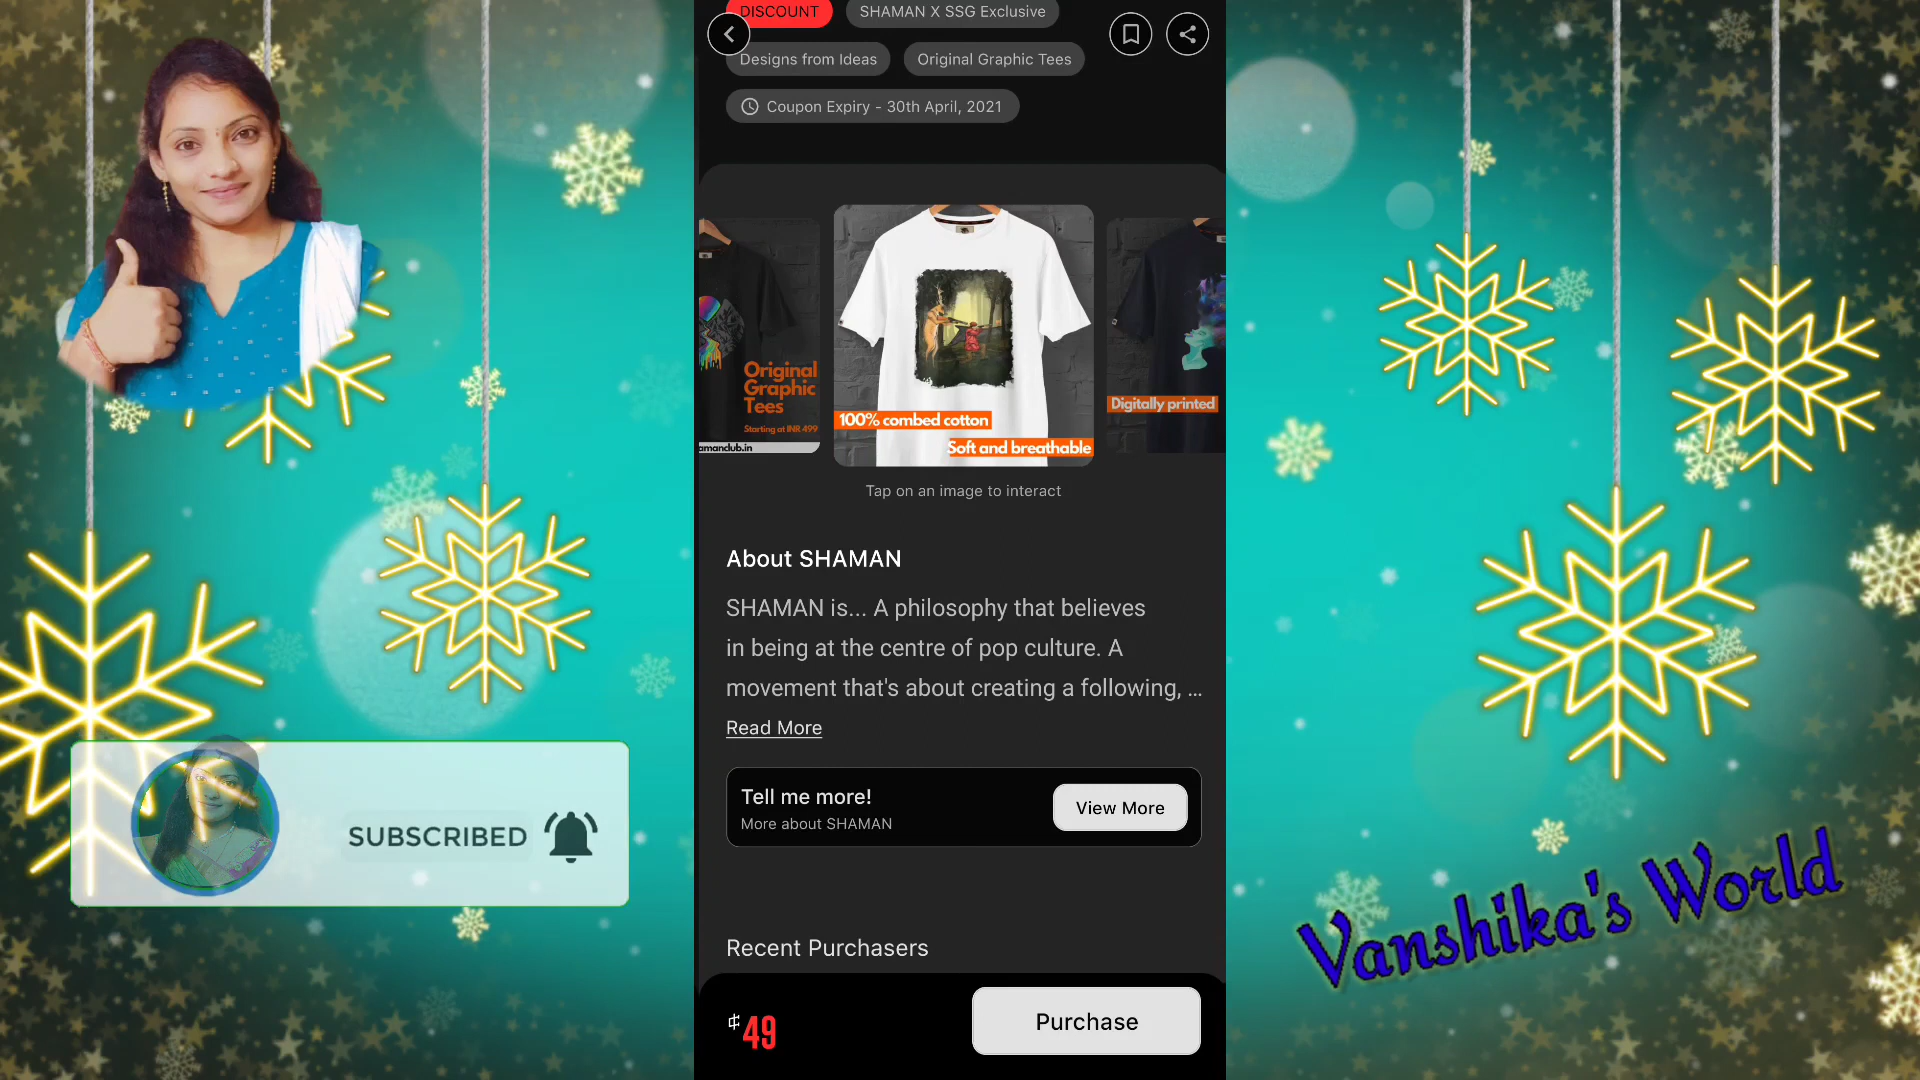 DISCOUNT
SHAMAN X SSG Exclusive
Designs from Ideas
Original Graphic Tees
Coupon Expiry - 30th April, 2021
Original
Graphic
Tees
Starting at INR 499
amanclub.in
100% combed cotton
Soft and breathable
Digitally printed
Tap on an image to interact
About SHAMAN
SHAMAN is... A philosophy that believes
in being at the centre of pop culture. A
movement that's about creating a following, ...
Read More
Tell me more!
More about SHAMAN
View More
Recent Purchasers
¢49
Purchase
SUBSCRIBED
Vanshika's World